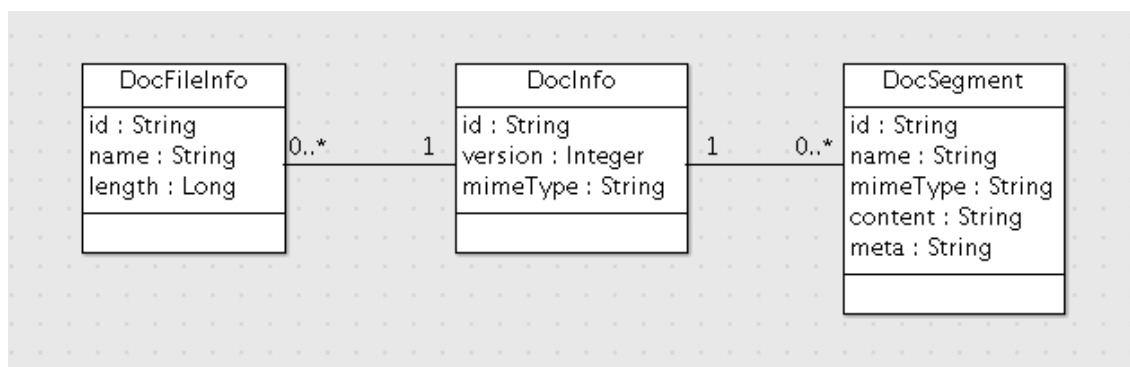 DocFileInfo
id : String
name : String
length : Long
0..*
1
DocInfo
id : String
version : Integer
mimeType : String
1
0..*
DocSegment
id : String
name : String
mimeType : String
content : String
meta : String